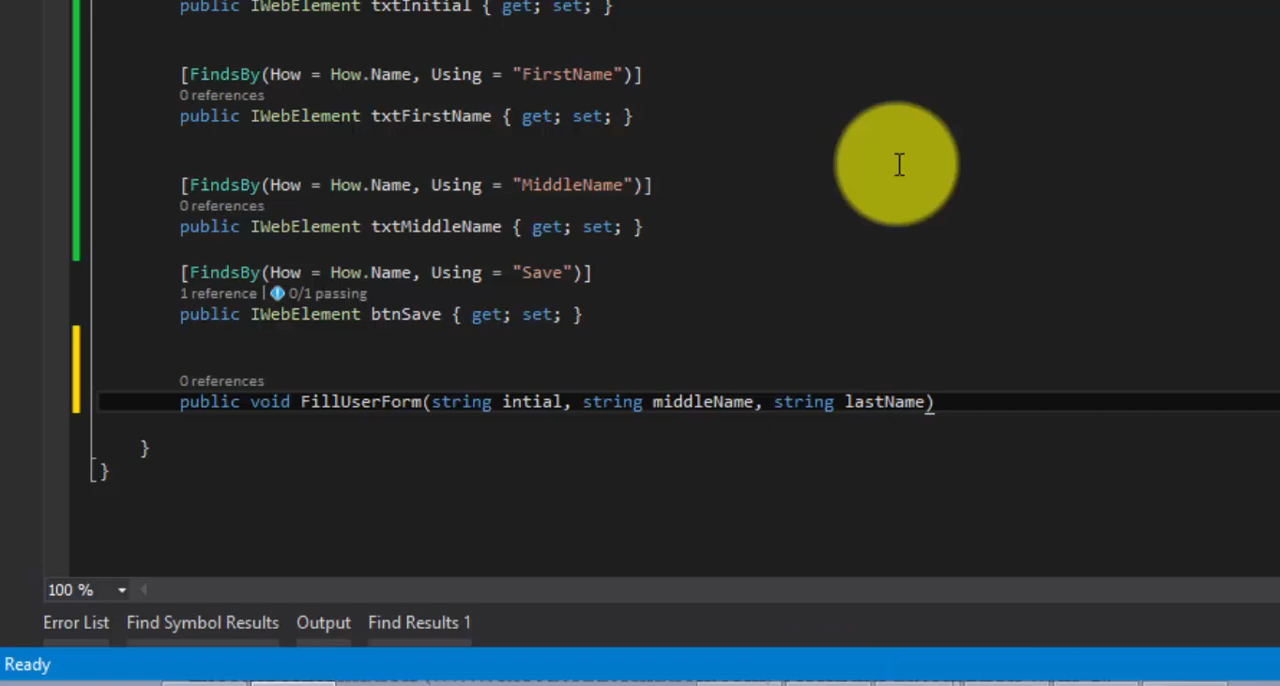 public IWebElement txtInitial { get; set; }
[FindsBy(How = How.Name, Using = "FirstName")]
0 references
public IWebElement txtFirstName { get; set; }
[FindsBy(How = How.Name, Using = "MiddleName")]
0 references
public IWebElement txtMiddleName { get; set; }
[FindsBy(How = How.Name, Using = "Save")]
1 reference | 0/1 passing
public IWebElement btnSave { get; set; }
0 references
public void FillUserForm(string intial, string middleName, string lastName)
}
}
100 %
Error List Find Symbol Results Output Find Results 1
Ready